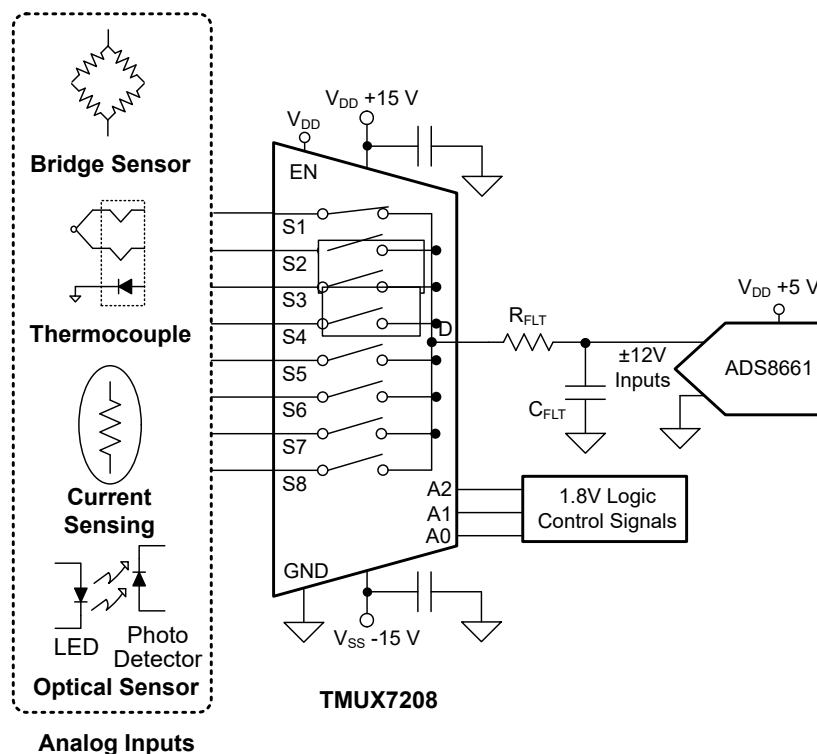 Bridge Sensor
Thermocouple
Current
Sensing
LED
Photo
Detector
Optical Sensor
Analog Inputs
VDD
VDD +15 V
EN
S1
S2
S3
S4
S5
S6
S7
S8
D
A2
A1
A0
GND
VSS -15 V
TMUX7208
RFLT
CFLT
±12V
Inputs
VDD +5 V
ADS8661
1.8V Logic
Control Signals